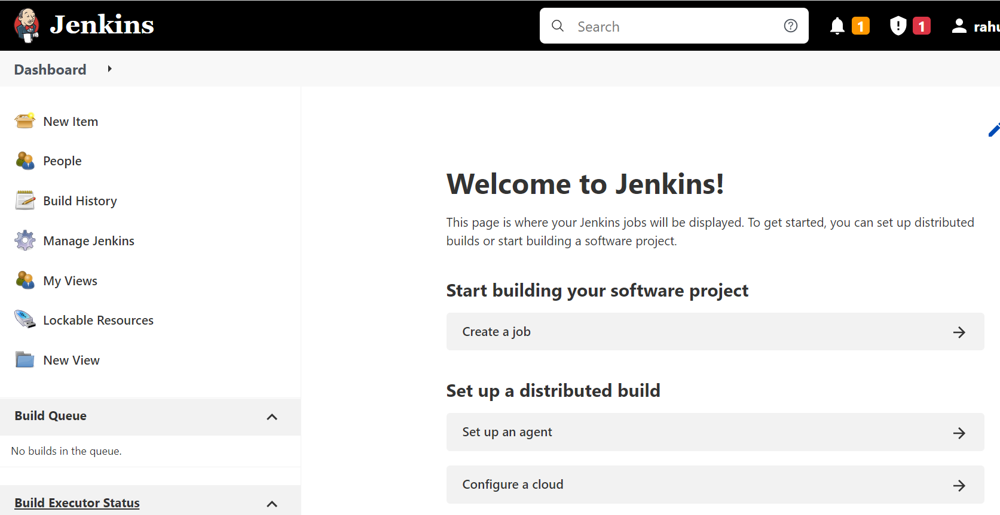 Jenkins
Search
1
1
rahu
Dashboard
New Item
People
Build History
Manage Jenkins
My Views
Lockable Resources
New View
Build Queue
No builds in the queue.
Build Executor Status
Welcome to Jenkins!
This page is where your Jenkins jobs will be displayed. To get started, you can set up distributed
builds or start building a software project.
Start building your software project
Create a job
Set up a distributed build
Set up an agent
Configure a cloud